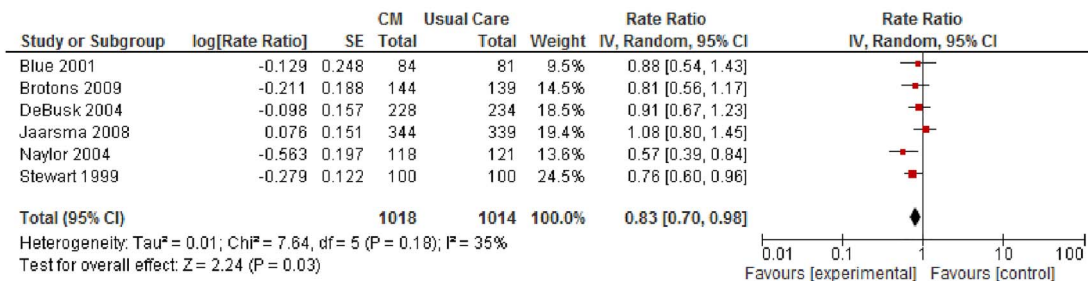 CM Usual Care Rate Ratio Rate Ratio
Study or Subgroup log[Rate Ratio] SE Total Total Weight IV, Random, 95% CI IV, Random, 95% CI
Blue 2001 -0.129 0.248 84 81 9.5% 0.88 [0.54, 1.43]
Brotons 2009 -0.211 0.188 144 139 14.5% 0.81 [0.56, 1.17]
DeBusk 2004 -0.098 0.157 228 234 18.5% 0.91 [0.67, 1.23]
Jaarsma 2008 0.076 0.151 344 339 19.4% 1.08 [0.80, 1.45]
Naylor 2004 -0.563 0.197 118 121 13.6% 0.57 [0.39, 0.84]
Stewart 1999 -0.279 0.122 100 100 24.5% 0.76 [0.60, 0.96]
Total (95% CI) 1018 1014 100.0% 0.83 [0.70, 0.98]
Heterogeneity: Tau² = 0.01; Chi² = 7.64, df = 5 (P = 0.18); I² = 35%
Test for overall effect: Z = 2.24 (P = 0.03)
0.01 0.1 1 10 100
Favours [experimental] Favours [control]